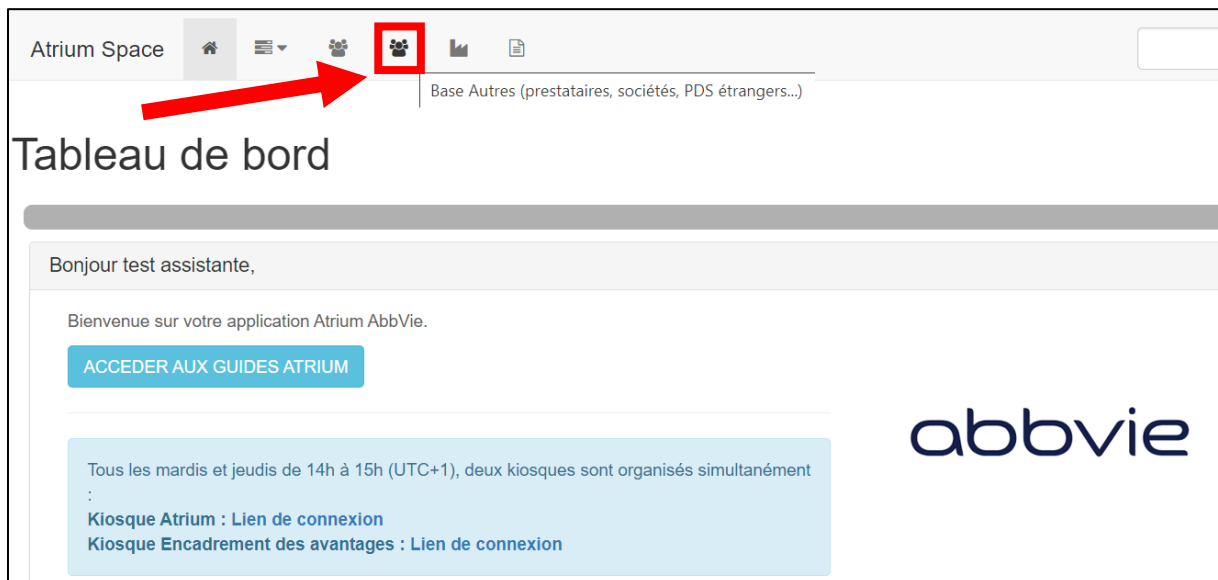 Atrium Space
Base Autres (prestataires, sociétés, PDS étrangers...)
Tableau de bord
Bonjour test assistante,
Bienvenue sur votre application Atrium AbbVie.
ACCEDER AUX GUIDES ATRIUM
abbvie
Tous les mardis et jeudis de 14h à 15h (UTC+1), deux kiosques sont organisés simultanément
:
Kiosque Atrium : Lien de connexion
Kiosque Encadrement des avantages : Lien de connexion